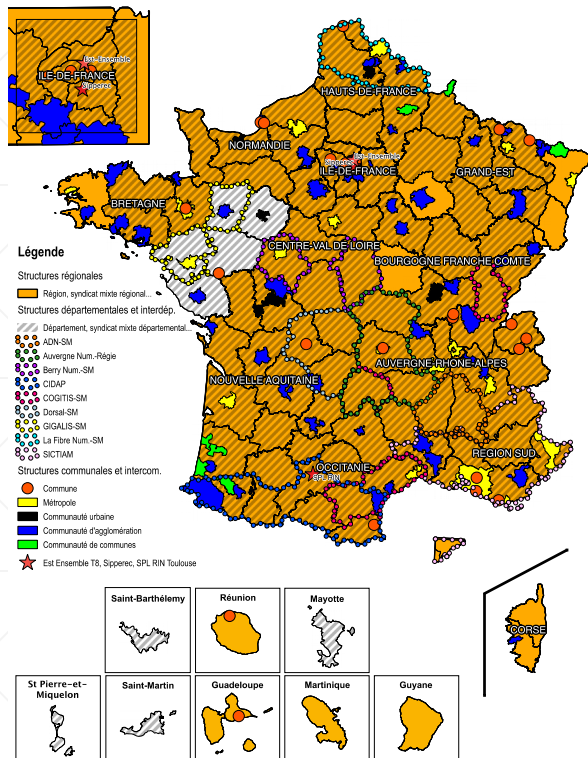 Est-Ensemble
ILE-DE-FRANCE
Sipperec
HAUTS-DE-FRANCE
NORMANDIE
Est-Ensemble
Sipperec
ILE-DE-FRANCE
GRAND-EST
BRETAGNE
CENTRE-VAL DE LOIRE
BOURGOGNE FRANCHE COMTE
AUVERGNE-RHONE-ALPES
NOUVELLE AQUITAINE
OCCITANIE
SPL RIN
REGION SUD
CORSE
Légende
Structures régionales
Région, syndicat mixte régional...
Structures départementales et interdép.
Département, syndicat mixte départemental...
ADN-SM
Auvergne Num.-Régie
Berry Num.-SM
CIDAP
COGITIS-SM
Dorsal-SM
GIGALIS-SM
La Fibre Num.-SM
SICTIAM
Structures communales et intercom.
Commune
Métropole
Communauté urbaine
Communauté d'agglomération
Communauté de communes
Est Ensemble T8, Sipperec, SPL RIN Toulouse
Saint-Barthélemy
Réunion
Mayotte
St Pierre-et-
Miquelon
Saint-Martin
Guadeloupe
Martinique
Guyane